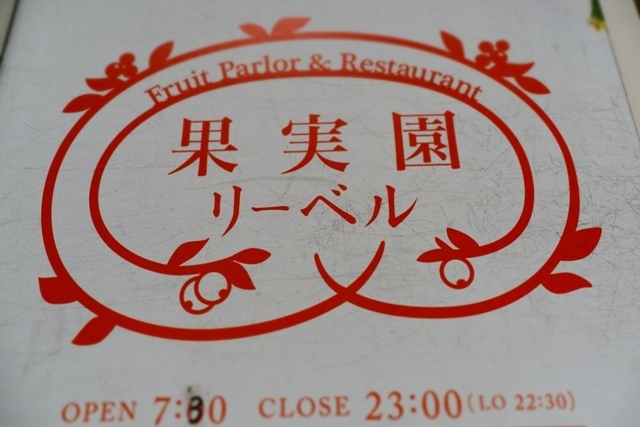 Fruit Parlor & Restaurant
果実園
リーベル
OPEN 7:30 CLOSE 23:00(LO 22:30)